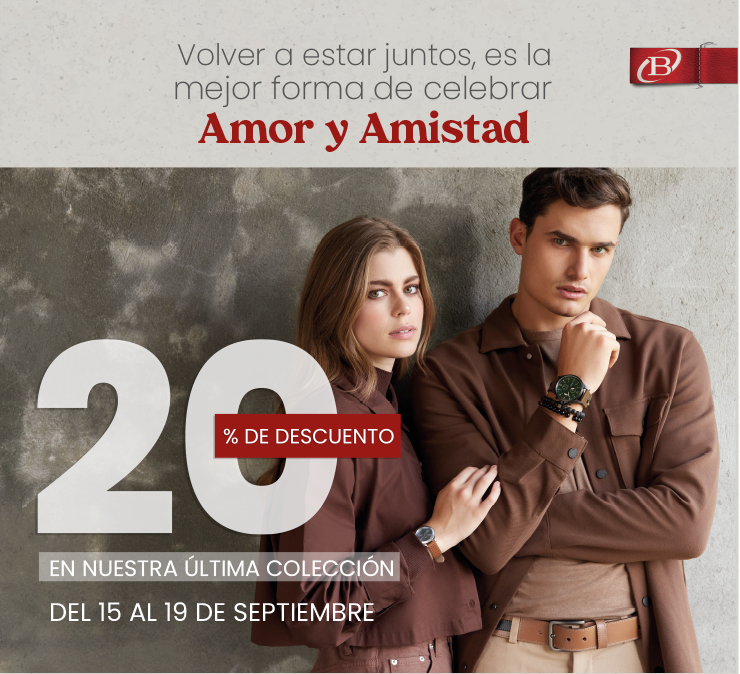 Volver a estar juntos, es la
mejor forma de celebrar
Amor y Amistad
B
20
% DE DESCUENTO
EN NUESTRA ÚLTIMA COLECCIÓN
DEL 15 AL 19 DE SEPTIEMBRE